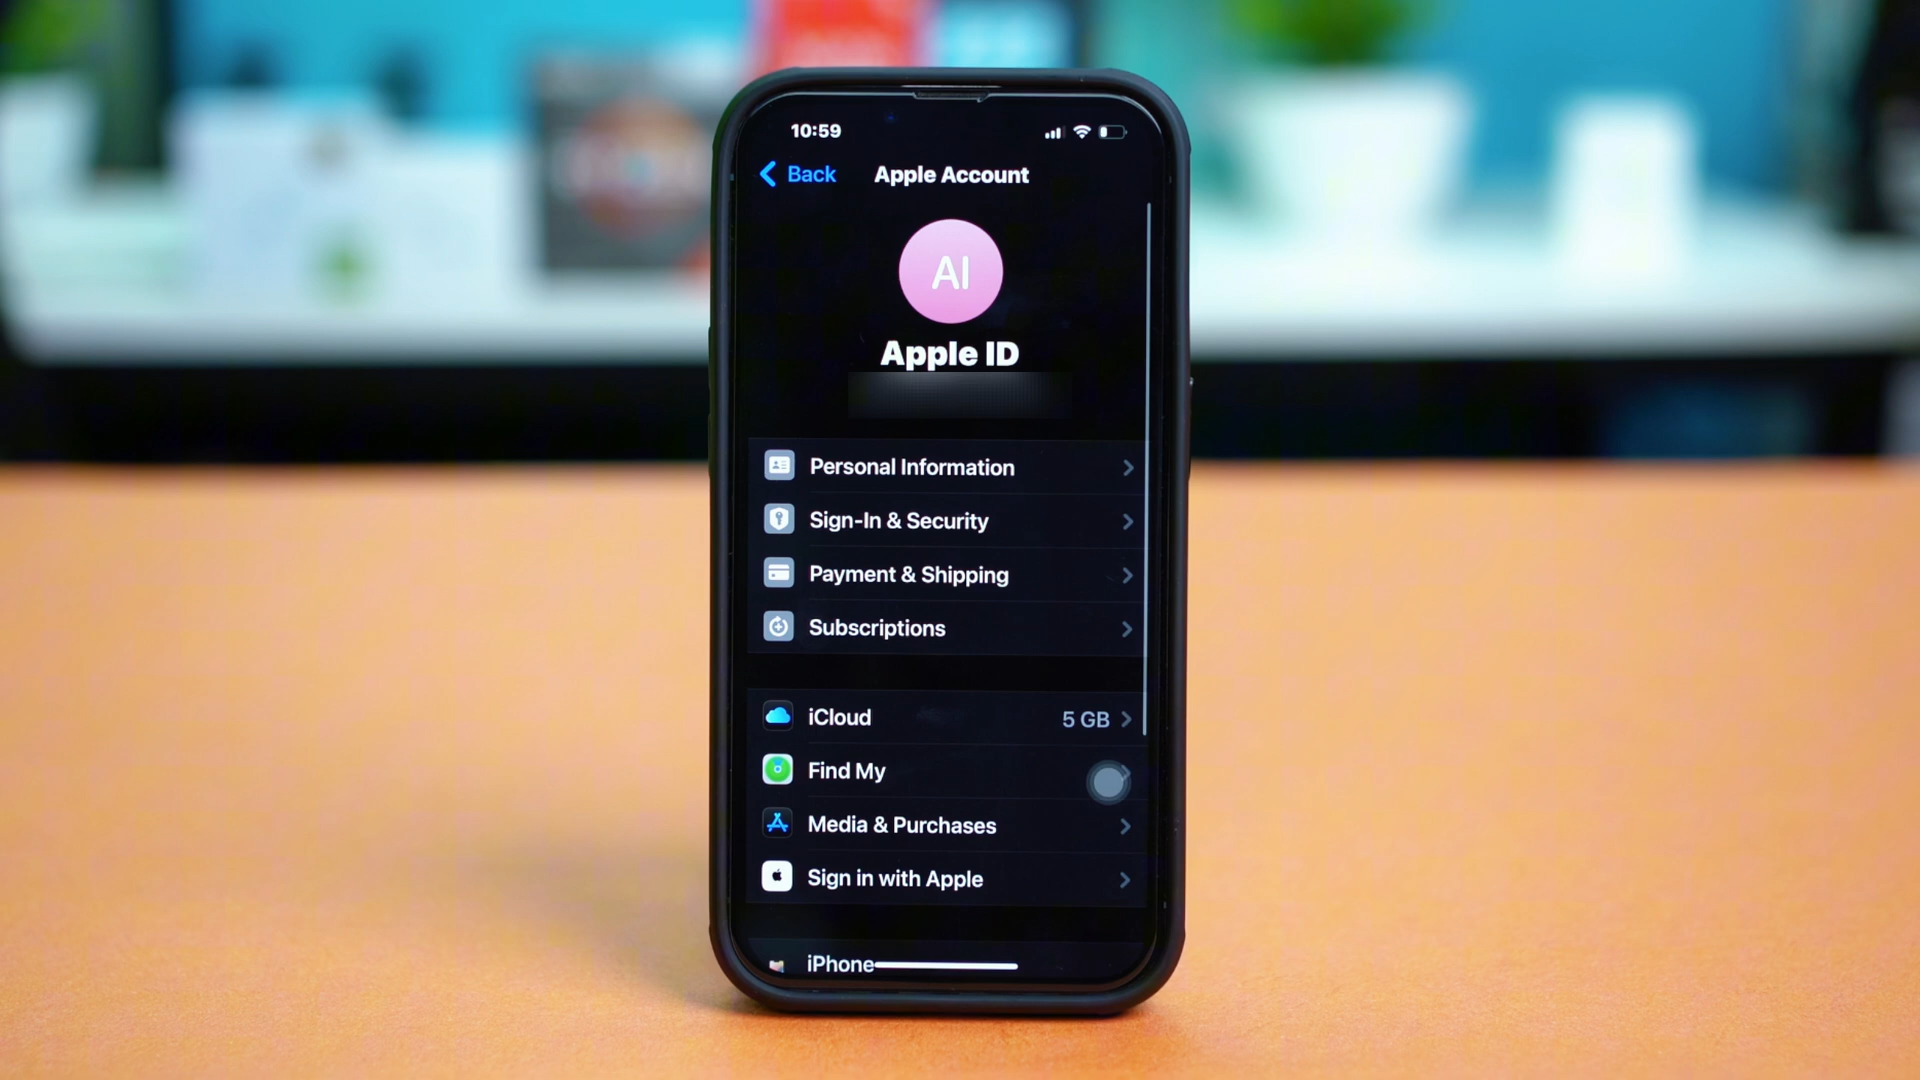 10:59
Back Apple Account
AI
Apple ID
Personal Information
Sign-In & Security
Payment & Shipping
Subscriptions
iCloud 5 GB
Find My
Media & Purchases
Sign in with Apple
iPhone